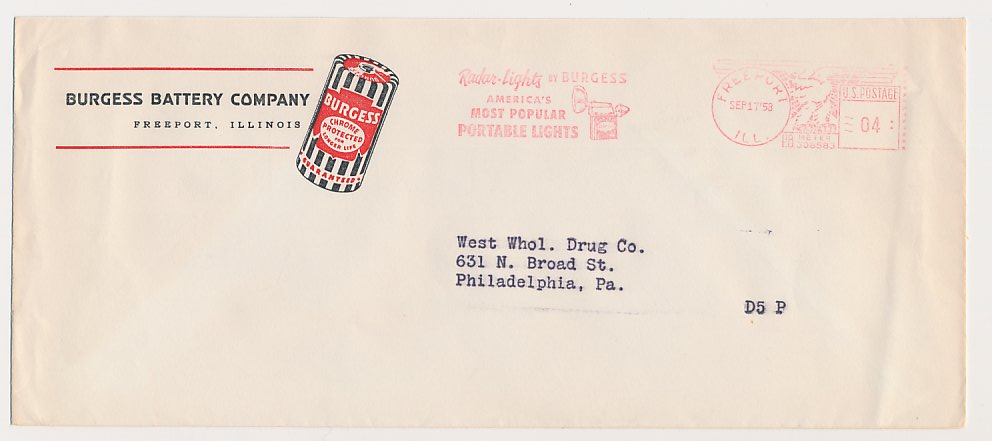 BURGESS BATTERY COMPANY
FREEPORT, ILLINOIS
BURGESS
CHROME
PROTECTED
FOR
LONGER LIFE
GUARANTEED
Radar-Lights BY BURGESS
AMERICA'S
MOST POPULAR
PORTABLE LIGHTS
FREEPORT
SEP 17 '53
ILL.
U.S. POSTAGE
04
METER
308583
West Whol. Drug Co.
631 N. Broad St.
Philadelphia, Pa.
D5 P